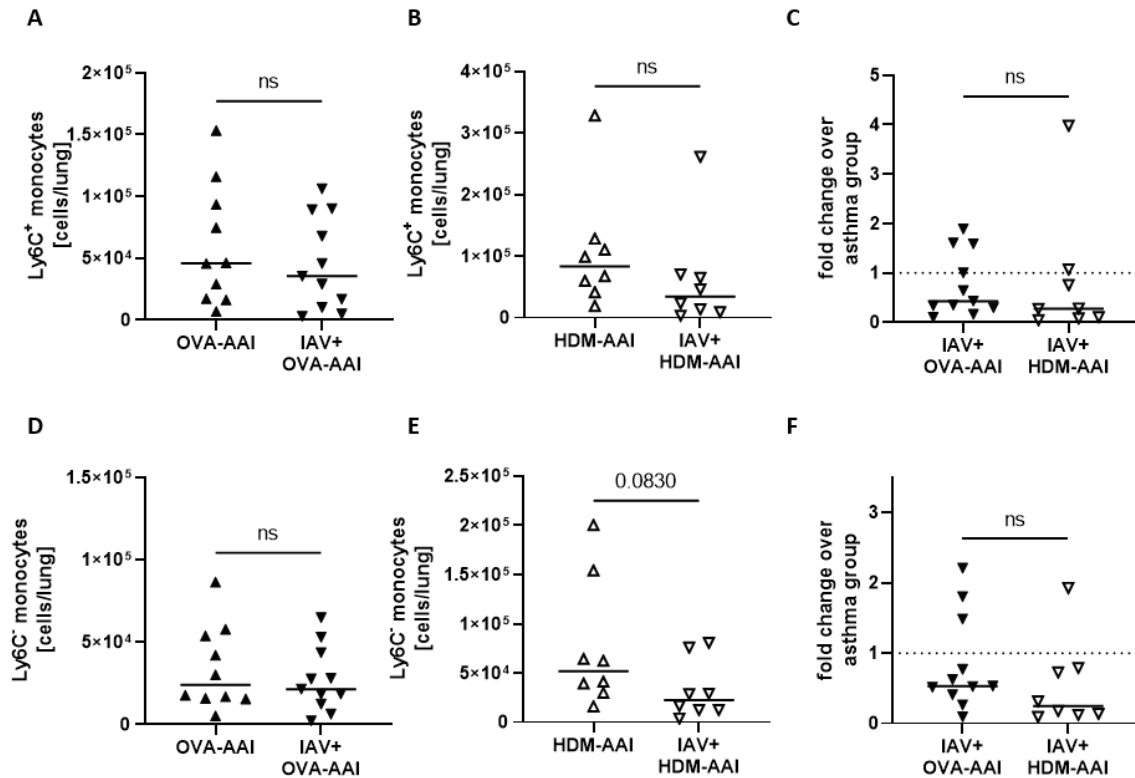 A
Ly6C⁺ monocytes
[cells/lung]
2×10⁵
1.5×10⁵
1×10⁵
5×10⁴
0
ns
OVA-AAI
IAV+
OVA-AAI
B
Ly6C⁺ monocytes
[cells/lung]
4×10⁵
3×10⁵
2×10⁵
1×10⁵
0
ns
HDM-AAI
IAV+
HDM-AAI
C
fold change over
asthma group
5
4
3
2
1
0
ns
IAV+
OVA-AAI
IAV+
HDM-AAI
D
Ly6C⁻ monocytes
[cells/lung]
1.5×10⁵
1×10⁵
5×10⁴
0
ns
OVA-AAI
IAV+
OVA-AAI
E
Ly6C⁻ monocytes
[cells/lung]
2.5×10⁵
2×10⁵
1.5×10⁵
1×10⁵
5×10⁴
0
0.0830
HDM-AAI
IAV+
HDM-AAI
F
fold change over
asthma group
3
2
1
0
ns
IAV+
OVA-AAI
IAV+
HDM-AAI